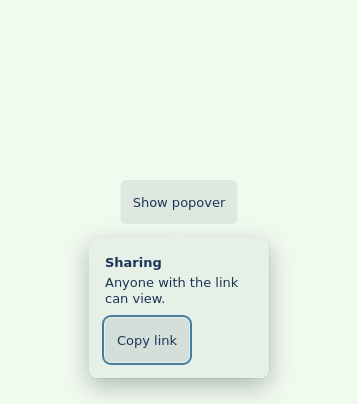 Show popover
Sharing
Anyone with the link
can view.
Copy link